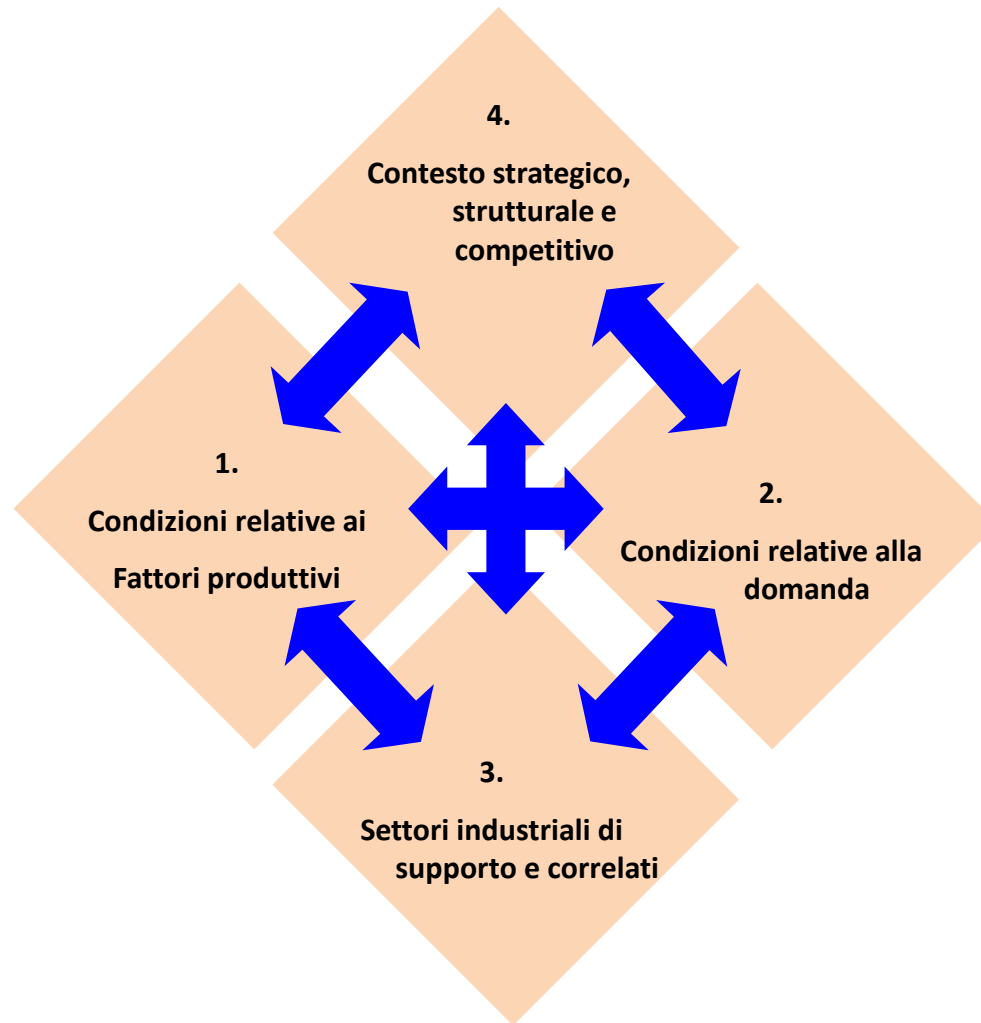 4.
Contesto strategico,
strutturale e
competitivo
1.
Condizioni relative ai
Fattori produttivi
2.
Condizioni relative alla
domanda
3.
Settori industriali di
supporto e correlati